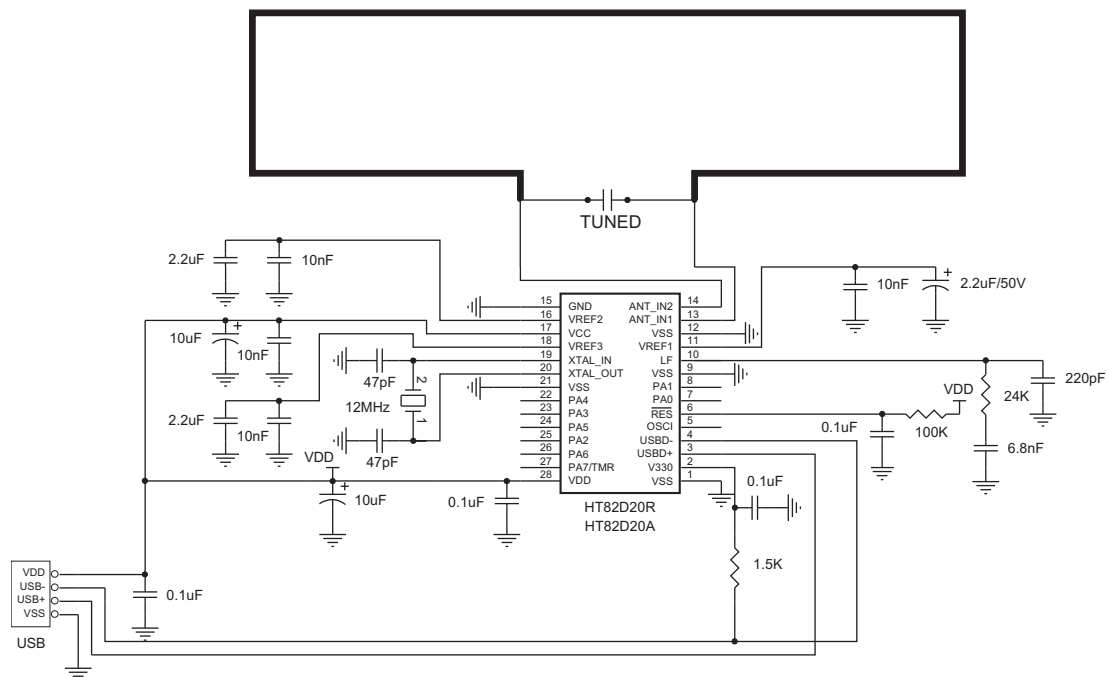 TUNED
2.2uF
10nF
10nF
2.2uF/50V
+
10uF
+
10nF
2.2uF
10nF
47pF
12MHz
2
1
47pF
VDD
+
10uF
0.1uF
15 GND ANT_IN2 14
16 VREF2 ANT_IN1 13
17 VCC VSS 12
18 VREF3 VREF1 11
19 XTAL_IN LF 10
20 XTAL_OUT VSS 9
21 VSS PA1 8
22 PA4 PA0 7
23 PA3 RES 6
24 PA5 OSCI 5
25 PA2 USBD- 4
26 PA6 USBD+ 3
27 PA7/TMR V330 2
28 VDD VSS 1
HT82D20R
HT82D20A
VDD
24K
220pF
0.1uF
100K
6.8nF
0.1uF
1.5K
VDD
USB-
USB+
VSS
USB
0.1uF